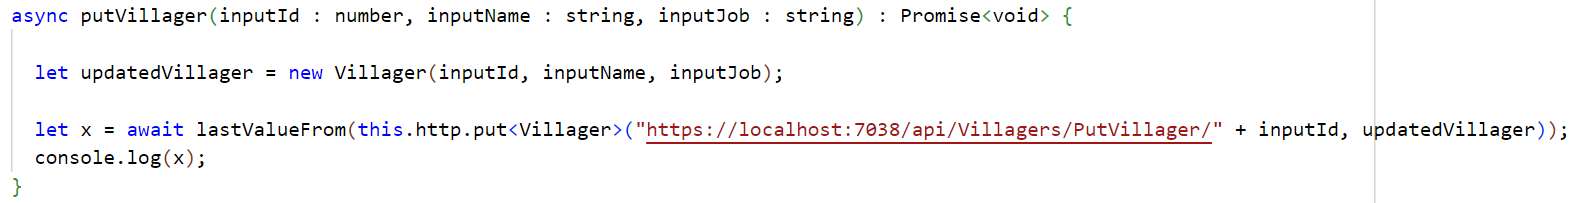 async putVillager(inputId : number, inputName : string, inputJob : string) : Promise<void> {
let updatedVillager = new Villager(inputId, inputName, inputJob);
let x = await lastValueFrom(this.http.put<Villager>("https://localhost:7038/api/Villagers/PutVillager/" + inputId, updatedVillager));
console.log(x);
}